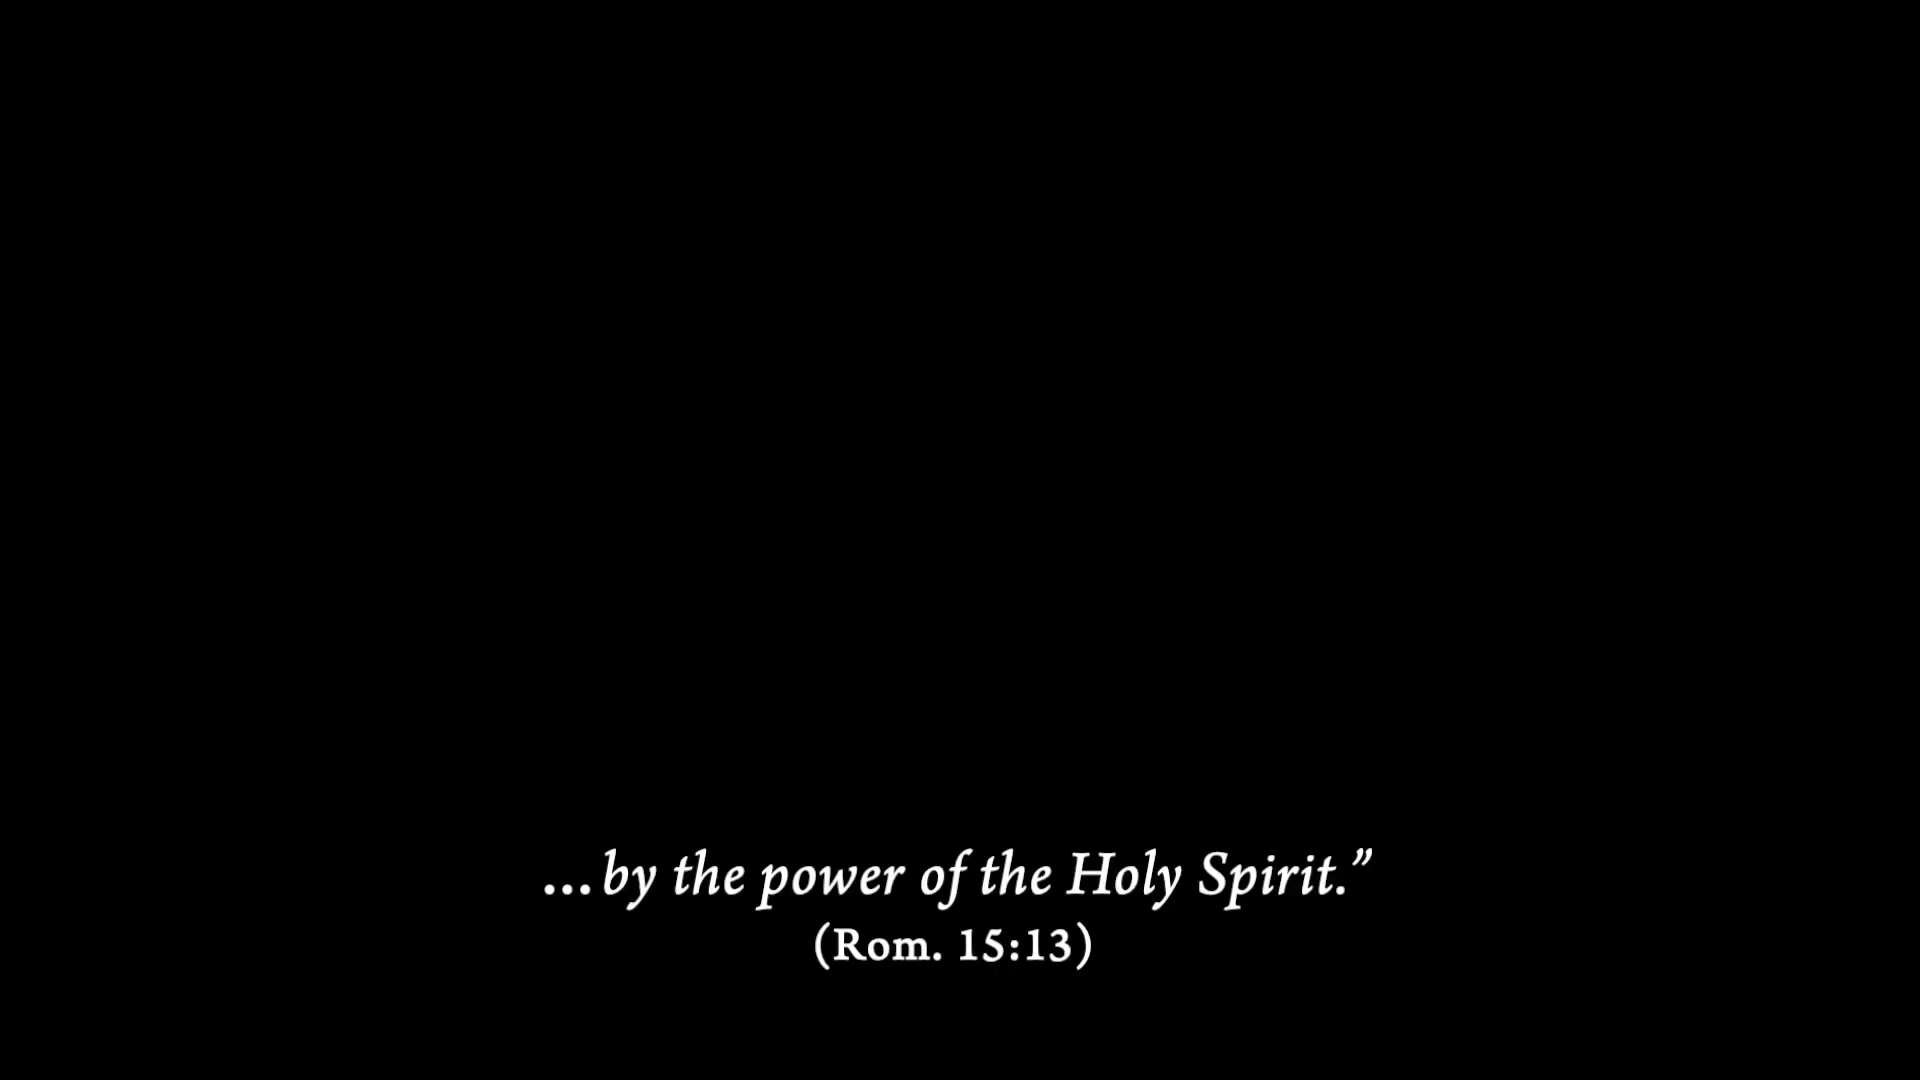 ...by the power of the Holy Spirit.”
(Rom. 15:13)